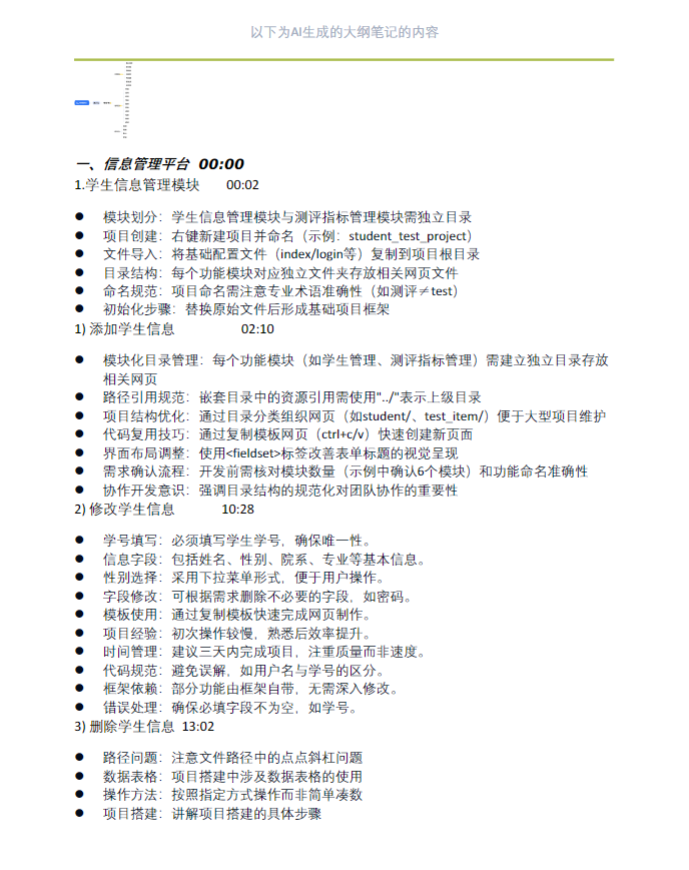 以下为AI生成的大纲笔记的内容
一、信息管理平台 00:00
1.学生信息管理模块 00:02
● 模块划分：学生信息管理模块与测评指标管理模块需独立目录
● 项目创建：右键新建项目并命名（示例：student_test_project）
● 文件导入：将基础配置文件（index/login等）复制到项目根目录
● 目录结构：每个功能模块对应独立文件夹存放相关网页文件
● 命名规范：项目命名需注意专业术语准确性（如测评≠test）
● 初始化步骤：替换原始文件后形成基础项目框架
1) 添加学生信息 02:10
● 模块化目录管理：每个功能模块（如学生管理、测评指标管理）需建立独立目录存放
相关网页
● 路径引用规范：嵌套目录中的资源引用需使用"../"表示上级目录
● 项目结构优化：通过目录分类组织网页（如student/、test_item/）便于大型项目维护
● 代码复用技巧：通过复制模板网页（ctrl+c/v）快速创建新页面
● 界面布局调整：使用<fieldset>标签改善表单标题的视觉呈现
● 需求确认流程：开发前需核对模块数量（示例中确认6个模块）和功能命名准确性
● 协作开发意识：强调目录结构的规范化对团队协作的重要性
2) 修改学生信息 10:28
● 学号填写：必须填写学生学号，确保唯一性。
● 信息字段：包括姓名、性别、院系、专业等基本信息。
● 性别选择：采用下拉菜单形式，便于用户操作。
● 字段修改：可根据需求删除不必要的字段，如密码。
● 模板使用：通过复制模板快速完成网页制作。
● 项目经验：初次操作较慢，熟悉后效率提升。
● 时间管理：建议三天内完成项目，注重质量而非速度。
● 代码规范：避免误解，如用户名与学号的区分。
● 框架依赖：部分功能由框架自带，无需深入修改。
● 错误处理：确保必填字段不为空，如学号。
3) 删除学生信息 13:02
● 路径问题：注意文件路径中的点点斜杠问题
● 数据表格：项目搭建中涉及数据表格的使用
● 操作方法：按照指定方式操作而非简单凑数
● 项目搭建：讲解项目搭建的具体步骤